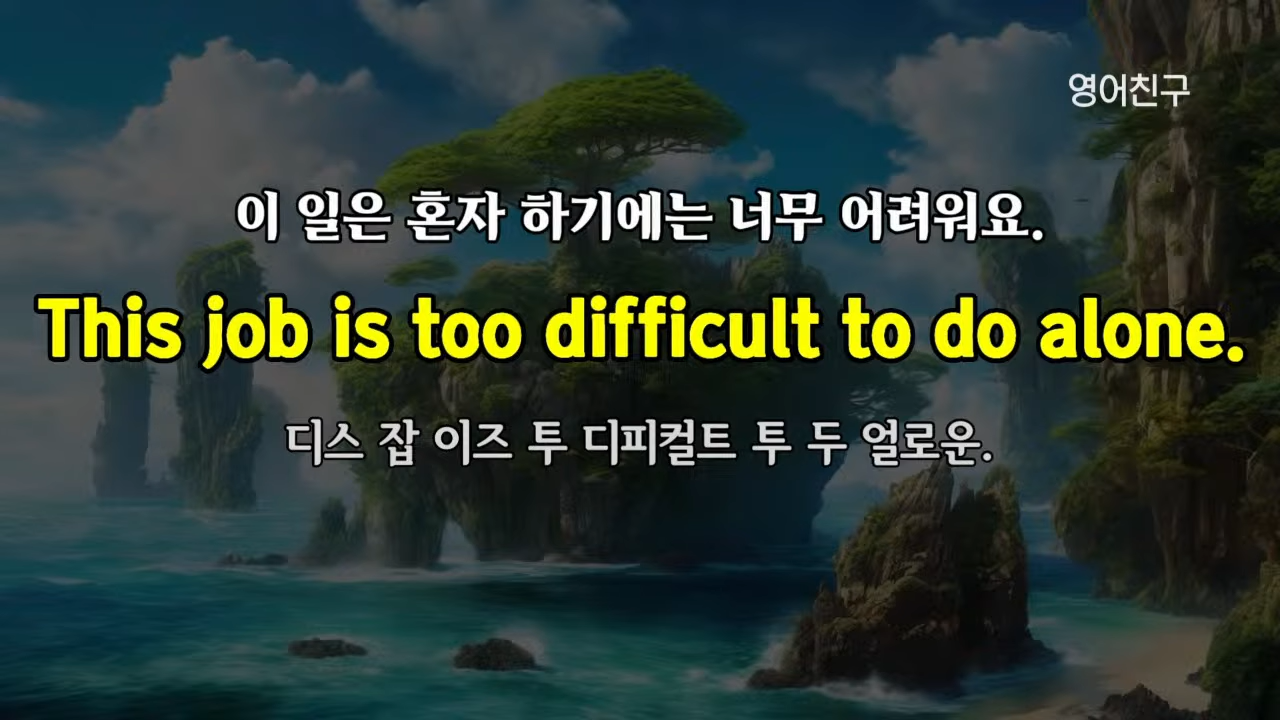 영어친구
이 일은 혼자 하기에는 너무 어려워요.
This job is too difficult to do alone.
디스 잡 이즈 투 디피컬트 투 두 얼로운.